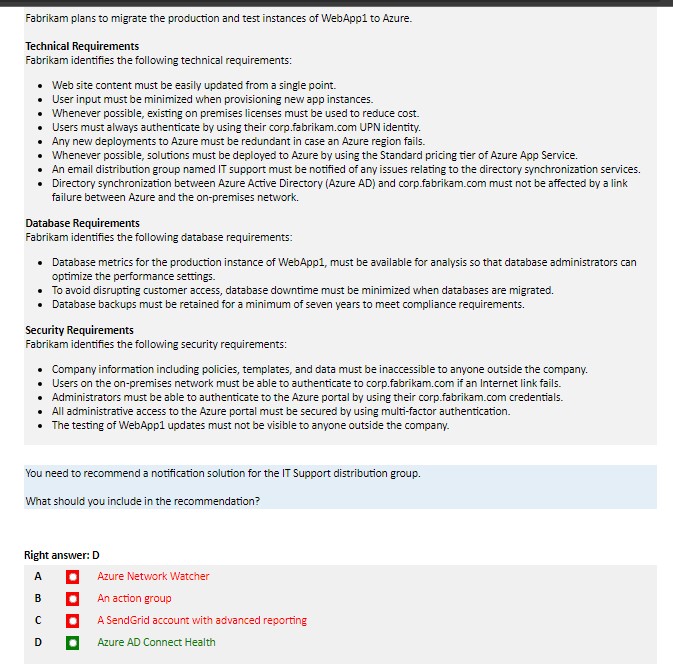 Fabrikam plans to migrate the production and test instances of WebApp1 to Azure.
Technical Requirements
Fabrikam identifies the following technical requirements:
• Web site content must be easily updated from a single point.
• User input must be minimized when provisioning new app instances.
• Whenever possible, existing on premises licenses must be used to reduce cost.
• Users must always authenticate by using their corp.fabrikam.com UPN identity.
• Any new deployments to Azure must be redundant in case an Azure region fails.
• Whenever possible, solutions must be deployed to Azure by using the Standard pricing tier of Azure App Service.
• An email distribution group named IT support must be notified of any issues relating to the directory synchronization services.
• Directory synchronization between Azure Active Directory (Azure AD) and corp.fabrikam.com must not be affected by a link
failure between Azure and the on-premises network.
Database Requirements
Fabrikam identifies the following database requirements:
• Database metrics for the production instance of WebApp1, must be available for analysis so that database administrators can
optimize the performance settings.
• To avoid disrupting customer access, database downtime must be minimized when databases are migrated.
• Database backups must be retained for a minimum of seven years to meet compliance requirements.
Security Requirements
Fabrikam identifies the following security requirements:
• Company information including policies, templates, and data must be inaccessible to anyone outside the company.
• Users on the on-premises network must be able to authenticate to corp.fabrikam.com if an Internet link fails.
• Administrators must be able to authenticate to the Azure portal by using their corp.fabrikam.com credentials.
• All administrative access to the Azure portal must be secured by using multi-factor authentication.
• The testing of WebApp1 updates must not be visible to anyone outside the company.
You need to recommend a notification solution for the IT Support distribution group.
What should you include in the recommendation?
Right answer: D
A Azure Network Watcher
B An action group
C A SendGrid account with advanced reporting
D Azure AD Connect Health